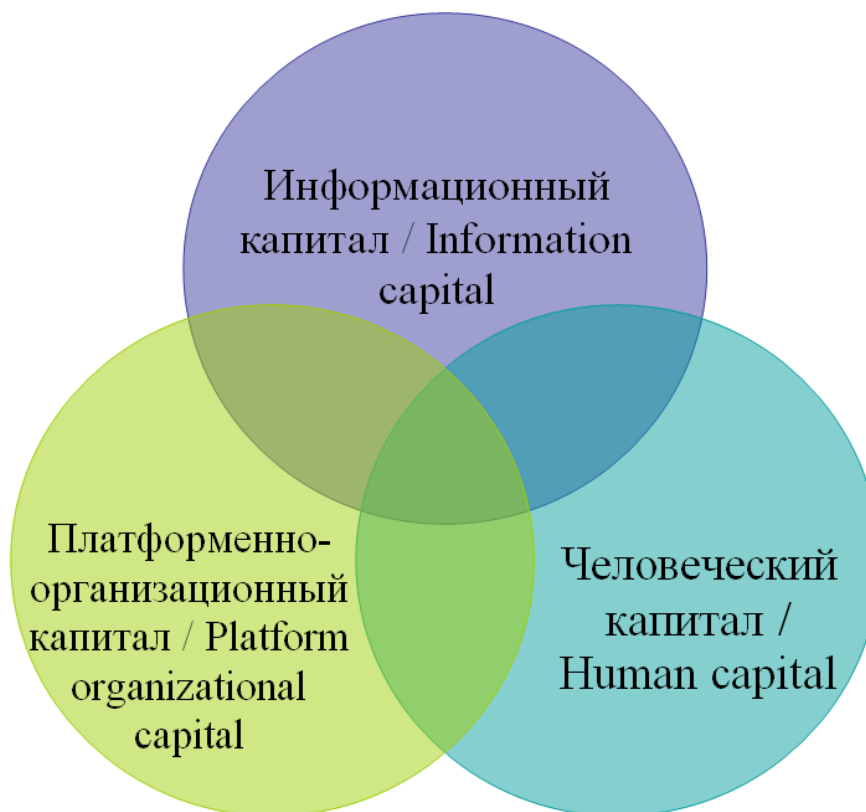 Информационный
капитал / Information
capital
Платформенно-
организационный
капитал / Platform
organizational
capital
Человеческий
капитал /
Human capital